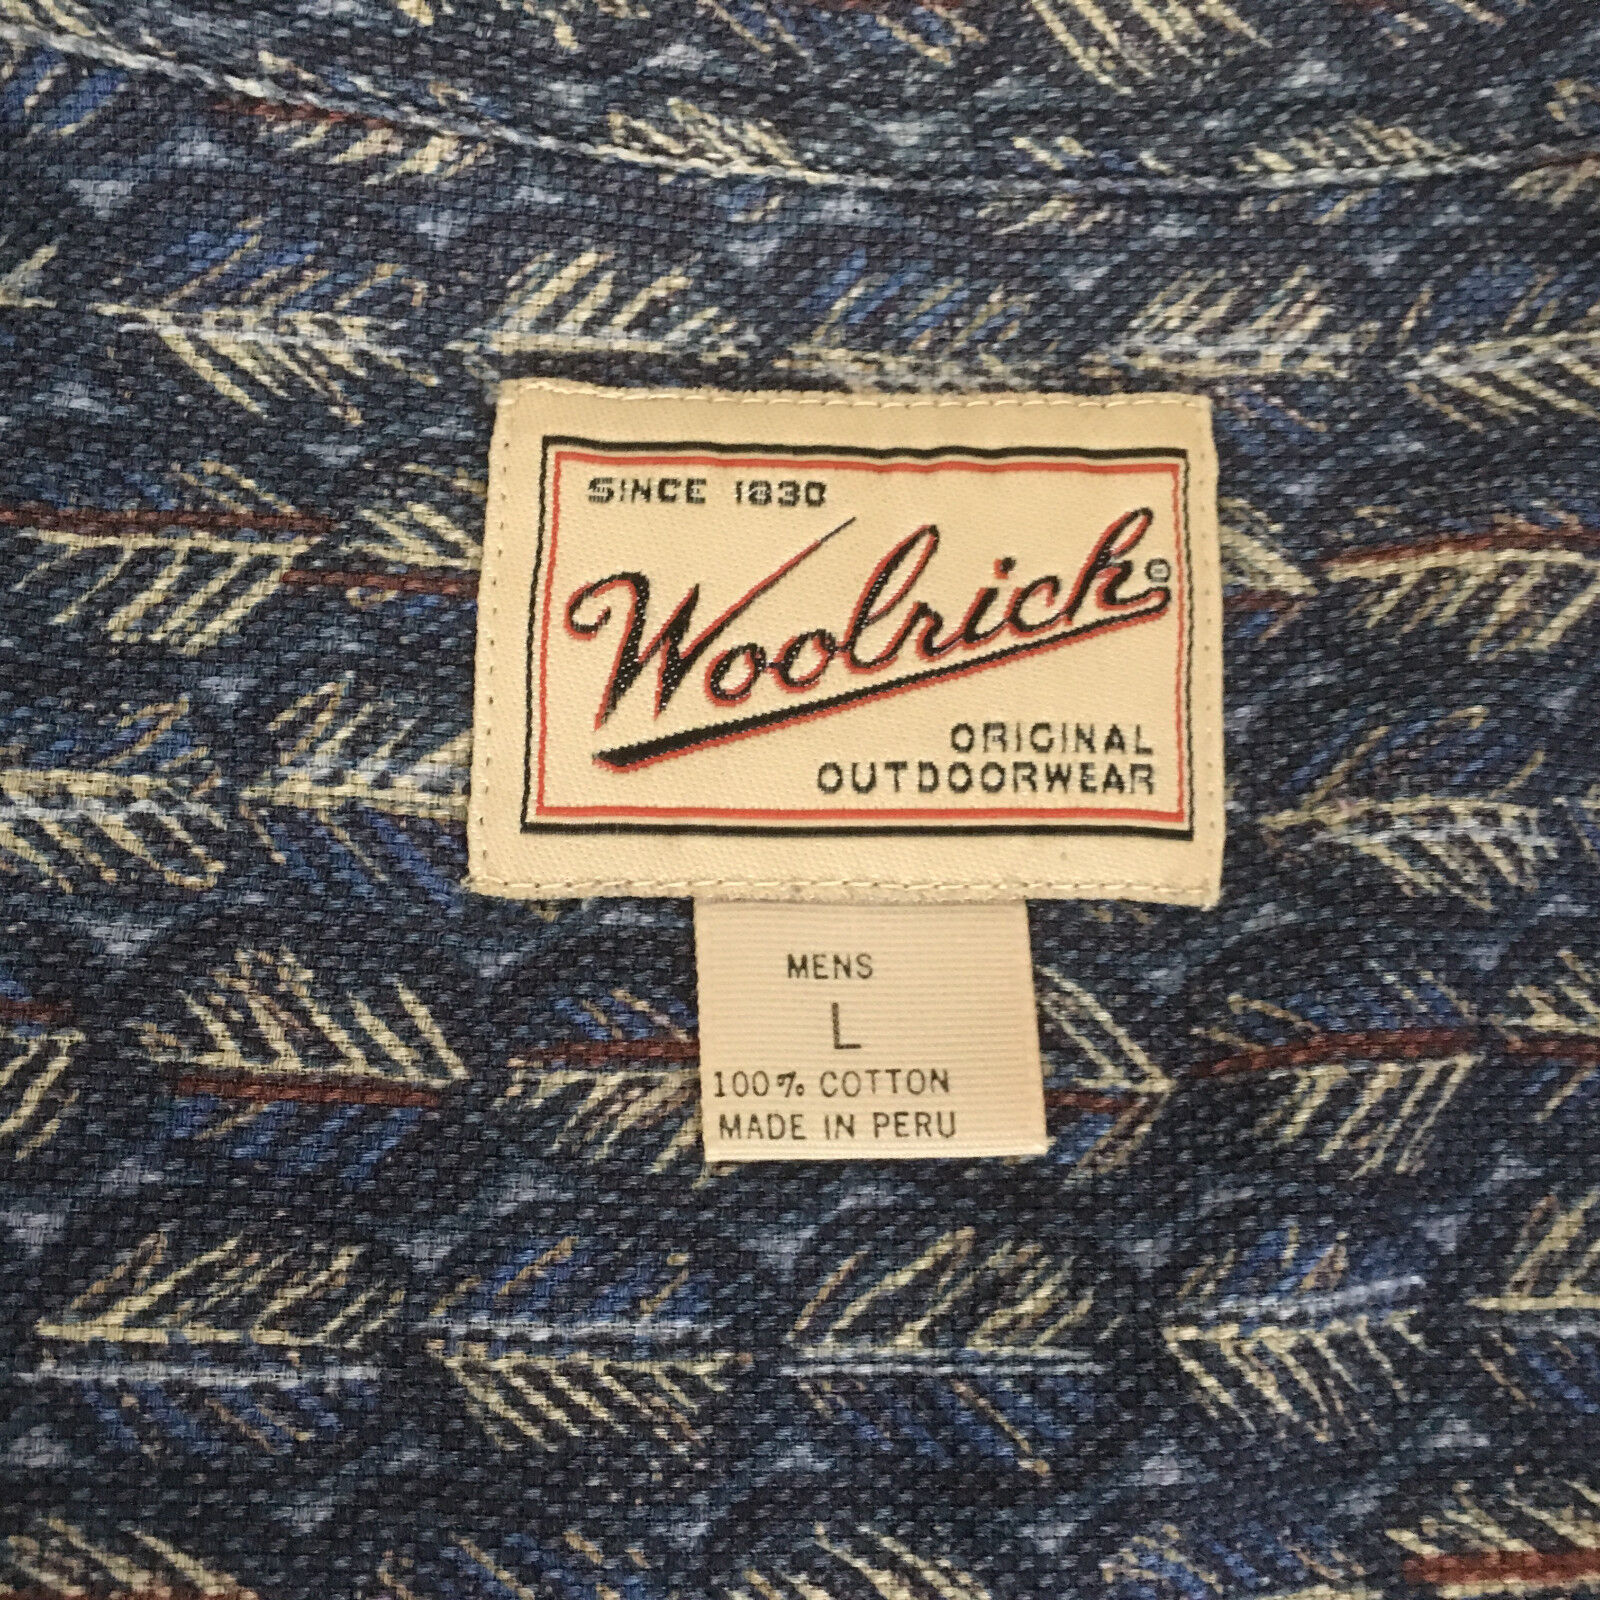 SINCE 1830
Woolrich®
ORIGINAL
OUTDOORWEAR
MENS
L
100% COTTON
MADE IN PERU